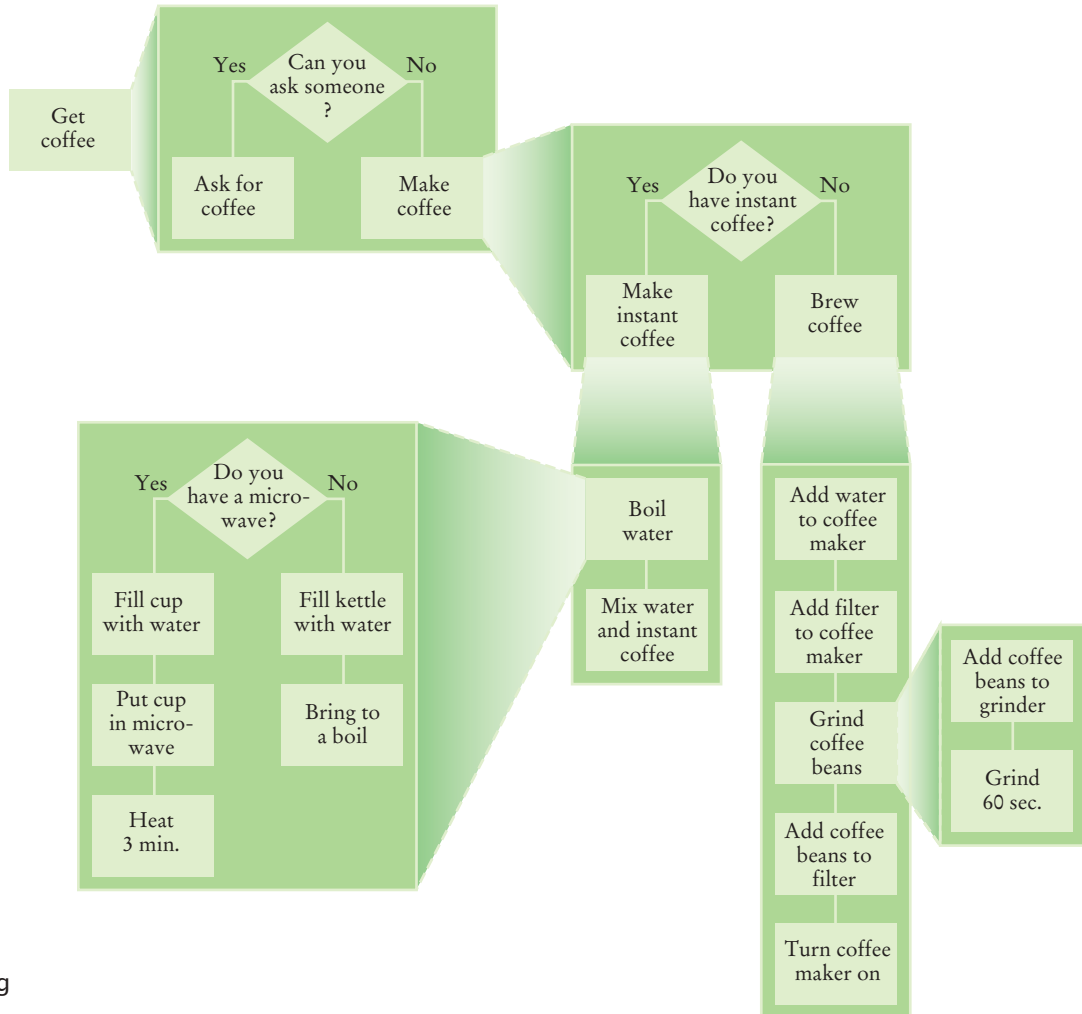 Get
coffee
Can you
ask someone
?
Yes
No
Ask for
coffee
Make
coffee
Do you
have instant
coffee?
Yes
No
Make
instant
coffee
Brew
coffee
Boil
water
Mix water
and instant
coffee
Do you
have a micro-
wave?
Yes
No
Fill cup
with water
Put cup
in micro-
wave
Heat
3 min.
Fill kettle
with water
Bring to
a boil
Add water
to coffee
maker
Add filter
to coffee
maker
Grind
coffee
beans
Add coffee
beans to
filter
Turn coffee
maker on
Add coffee
beans to
grinder
Grind
60 sec.
g